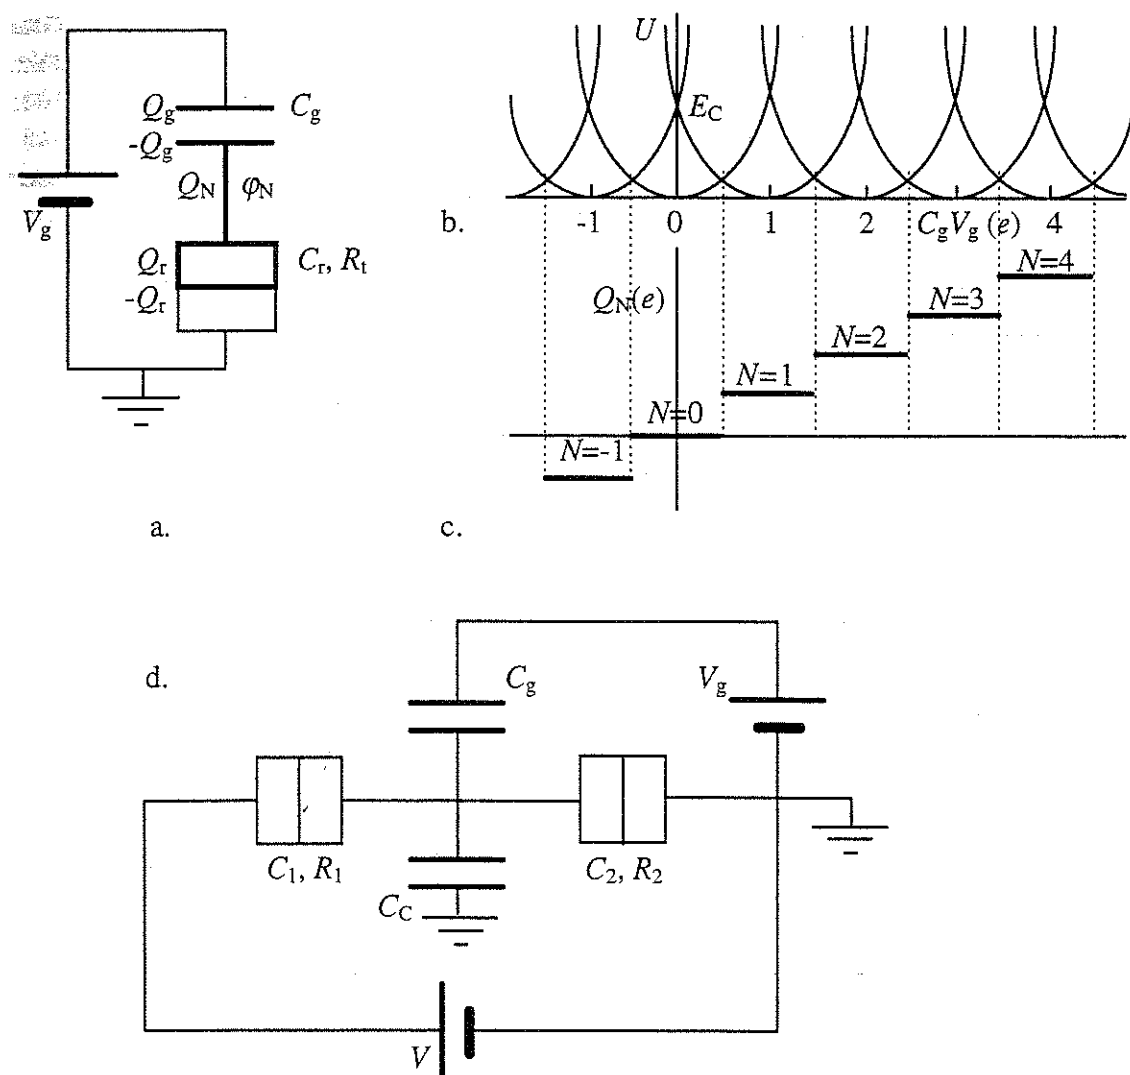 Q_g C_g
-Q_g
Q_N φ_N
V_g
Q_r C_r, R_t
-Q_r
a.
U
E_C
b. -1 0 1 2 C_gV_g (e) 4
Q_N(e)
N=4
N=3
N=2
N=1
N=0
N=-1
c.
d.
C_g V_g
C_1, R_1 C_2, R_2
C_C
V